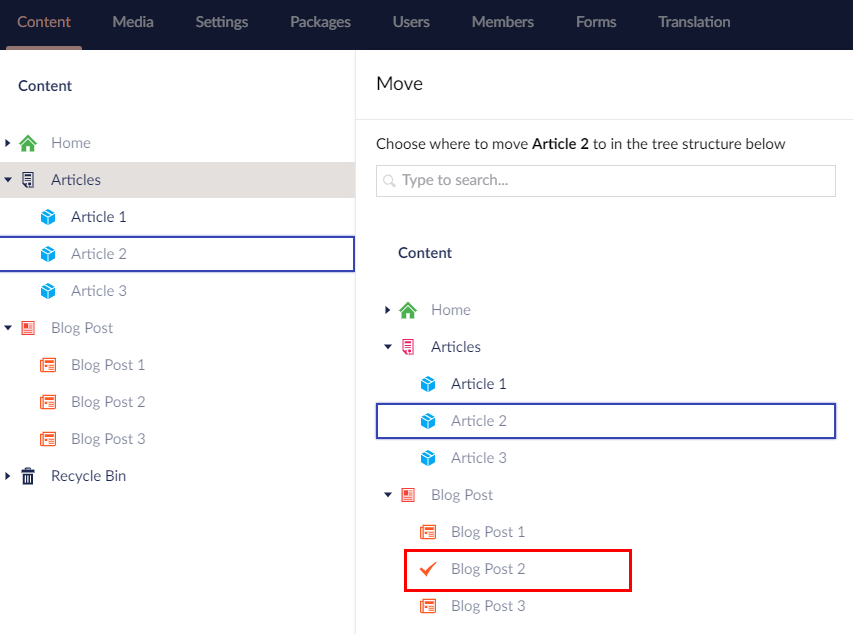 Content Media Settings Packages Users Members Forms Translation
Content
Home
Articles
Article 1
Article 2
Article 3
Blog Post
Blog Post 1
Blog Post 2
Blog Post 3
Recycle Bin
Move
Choose where to move Article 2 to in the tree structure below
Type to search...
Content
Home
Articles
Article 1
Article 2
Article 3
Blog Post
Blog Post 1
Blog Post 2
Blog Post 3